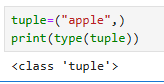 tuple=("apple",)
print(type(tuple))
<class 'tuple'>